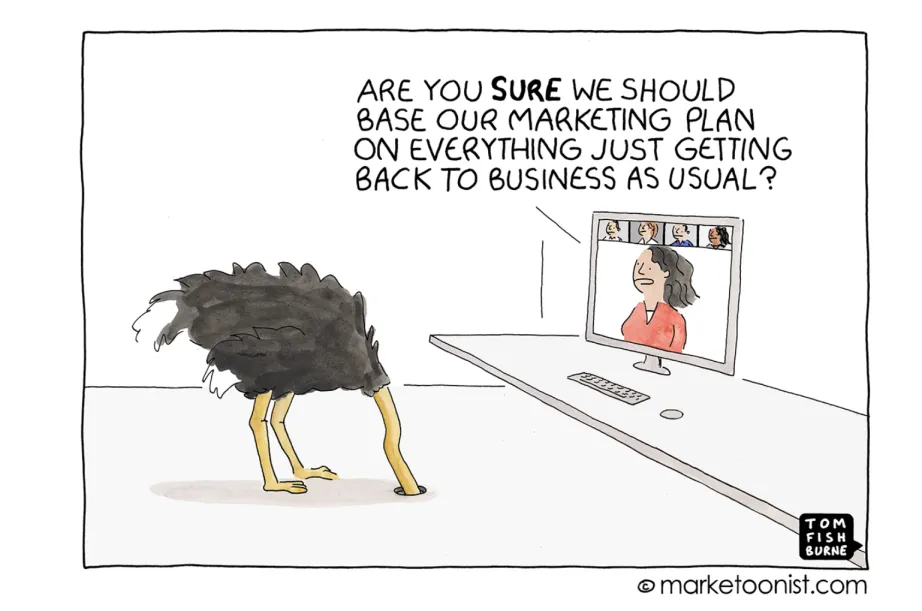 ARE YOU SURE WE SHOULD
BASE OUR MARKETING PLAN
ON EVERYTHING JUST GETTING
BACK TO BUSINESS AS USUAL?
TOM
FISH
BURNE
© marketoonist.com